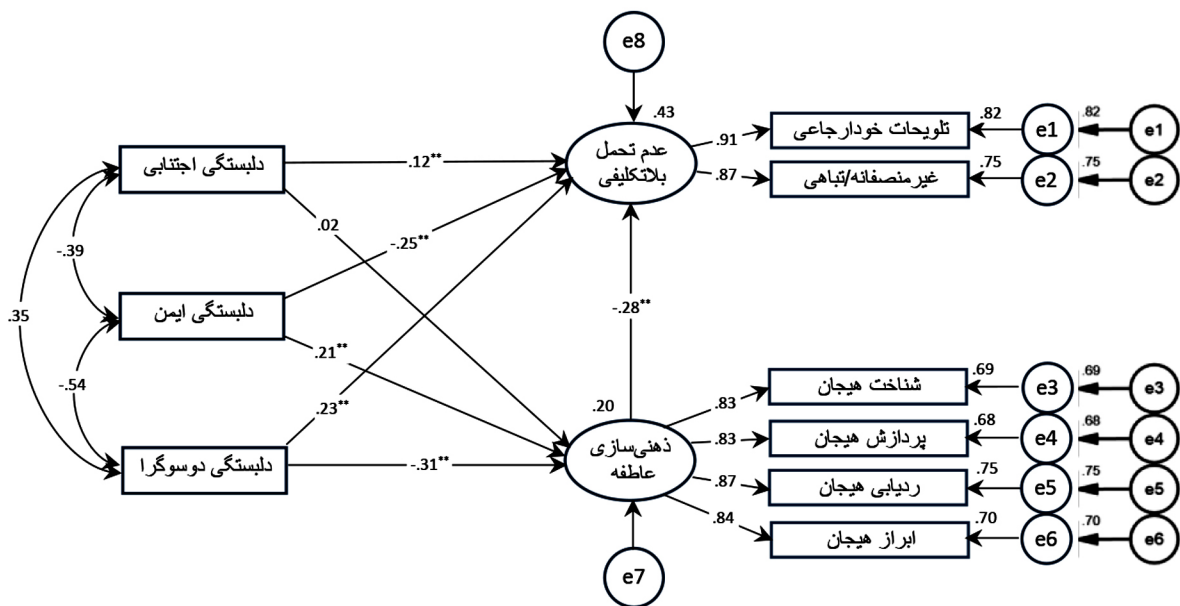 e8
.43
عدم تحمل
بلاتکلیفی
.91
.87
تلویحات خودارجاعی
.82
e1
.82
e1
غیرمنصفانه/تباهی
.75
e2
.75
e2
دلبستگی اجتنابی
.12**
.02
-.39
.35
-.25**
دلبستگی ایمن
.21**
-.28**
-.54
.23**
دلبستگی دوسوگرا
-.31**
.20
ذهنی‌سازی
عاطفه
.83
شناخت هیجان
.69
e3
.69
e3
.83
پردازش هیجان
.68
e4
.68
e4
.87
ردیابی هیجان
.75
e5
.75
e5
.84
ابراز هیجان
.70
e6
.70
e6
e7